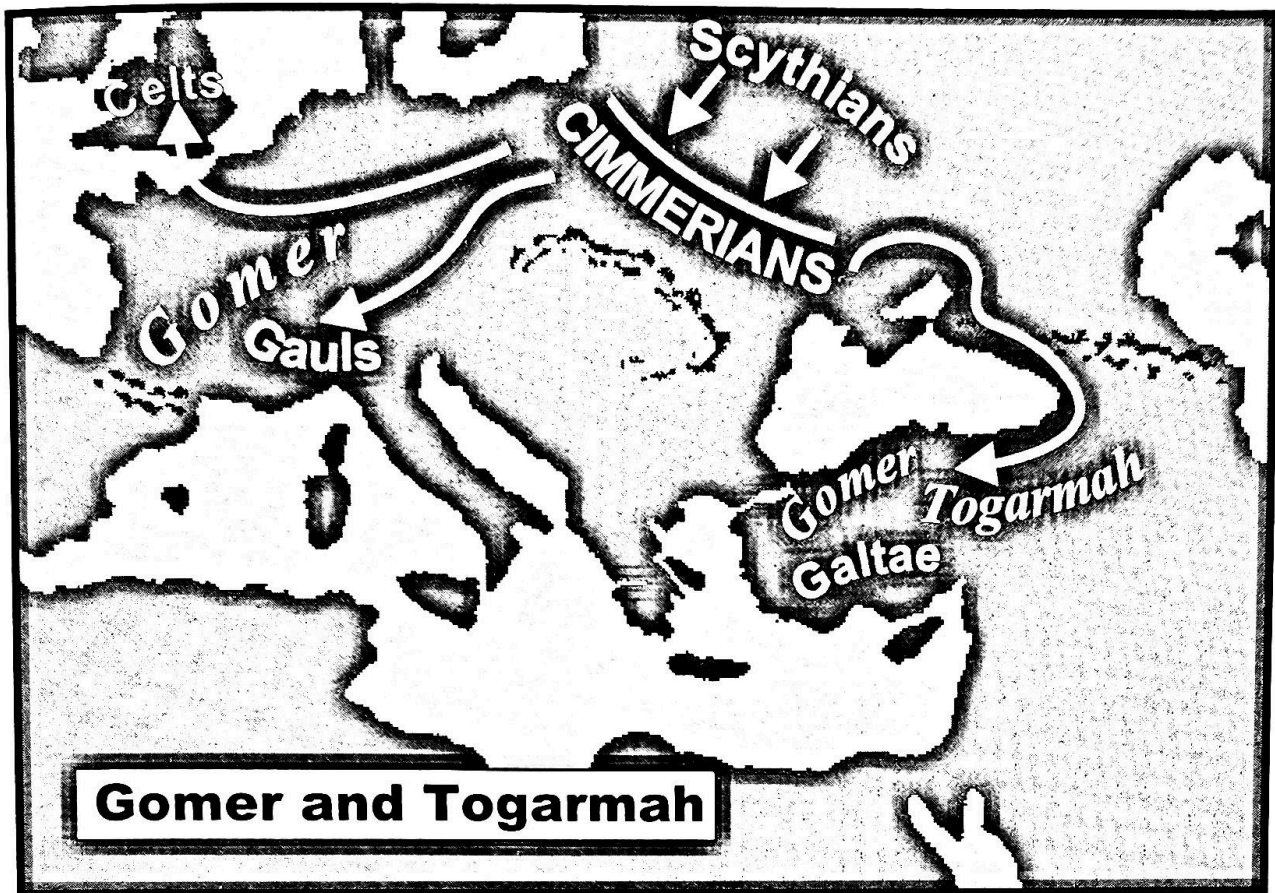 Celts
Scythians
CIMMERIANS
Gomer
Gauls
Gomer
Togarmah
Galtae
Gomer and Togarmah